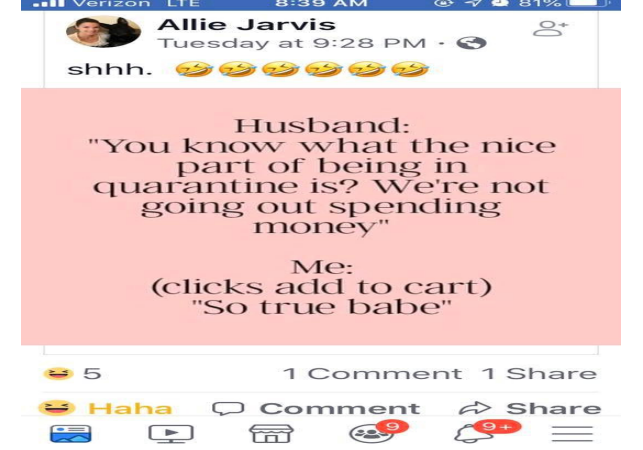 Verizon LTE 8:39 AM 81%
Allie Jarvis
Tuesday at 9:28 PM ·
shhh. 🤣🤣🤣🤣🤣🤣
Husband:
"You know what the nice
part of being in
quarantine is? We're not
going out spending
money"
Me:
(clicks add to cart)
"So true babe"
5 1 Comment 1 Share
Haha Comment Share
9 9+